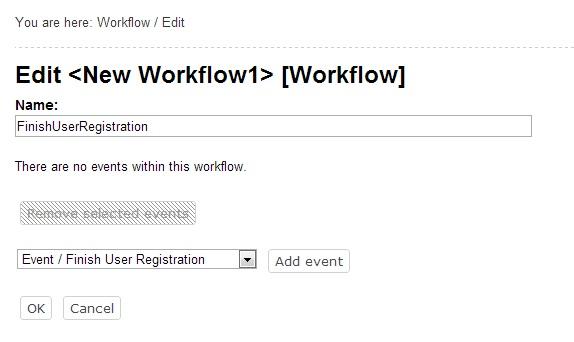 You are here: Workflow / Edit
Edit <New Workflow1> [Workflow]
Name:
FinishUserRegistration
There are no events within this workflow.
Remove selected events
Event / Finish User Registration
Add event
OK Cancel